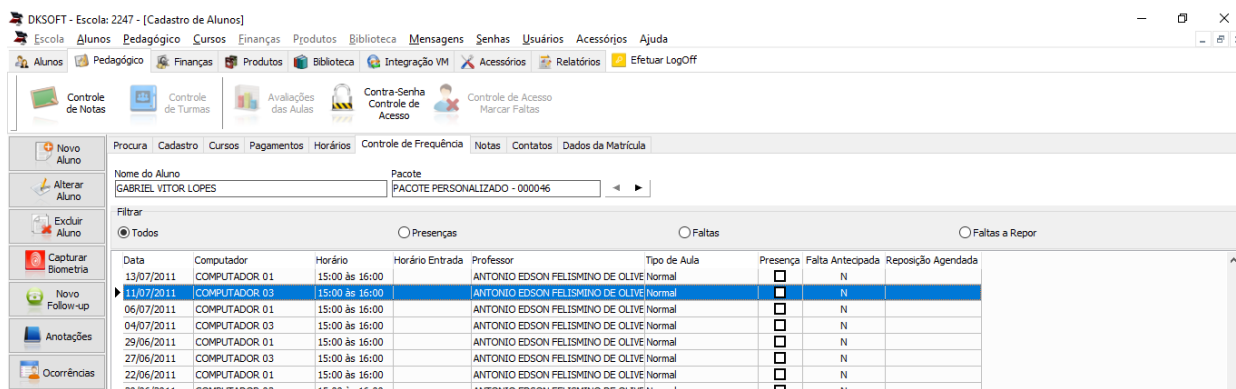 DKSOFT - Escola: 2247 - [Cadastro de Alunos]
Escola Alunos Pedagógico Cursos Finanças Produtos Biblioteca Mensagens Senhas Usuários Acessórios Ajuda
Alunos Pedagógico Finanças Produtos Biblioteca Integração VM Acessórios Relatórios Efetuar LogOff
Controle de Notas
Controle de Turmas
Avaliações das Aulas
Contra-Senha Controle de Acesso
Controle de Acesso Marcar Faltas
Novo Aluno
Alterar Aluno
Excluir Aluno
Capturar Biometria
Novo Follow-up
Anotações
Ocorrências
Procura Cadastro Cursos Pagamentos Horários Controle de Frequência Notas Contatos Dados da Matrícula
Nome do Aluno Pacote
GABRIEL VITOR LOPES PACOTE PERSONALIZADO - 000046
Filtrar
Todos Presenças Faltas Faltas a Repor
Data Computador Horário Horário Entrada Professor Tipo de Aula Presença Falta Antecipada Reposição Agendada
13/07/2011 COMPUTADOR 01 15:00 às 16:00 ANTONIO EDSON FELISMINO DE OLIVE Normal N
11/07/2011 COMPUTADOR 03 15:00 às 16:00 ANTONIO EDSON FELISMINO DE OLIVE Normal N
06/07/2011 COMPUTADOR 01 15:00 às 16:00 ANTONIO EDSON FELISMINO DE OLIVE Normal N
04/07/2011 COMPUTADOR 03 15:00 às 16:00 ANTONIO EDSON FELISMINO DE OLIVE Normal N
29/06/2011 COMPUTADOR 01 15:00 às 16:00 ANTONIO EDSON FELISMINO DE OLIVE Normal N
27/06/2011 COMPUTADOR 03 15:00 às 16:00 ANTONIO EDSON FELISMINO DE OLIVE Normal N
22/06/2011 COMPUTADOR 01 15:00 às 16:00 ANTONIO EDSON FELISMINO DE OLIVE Normal N